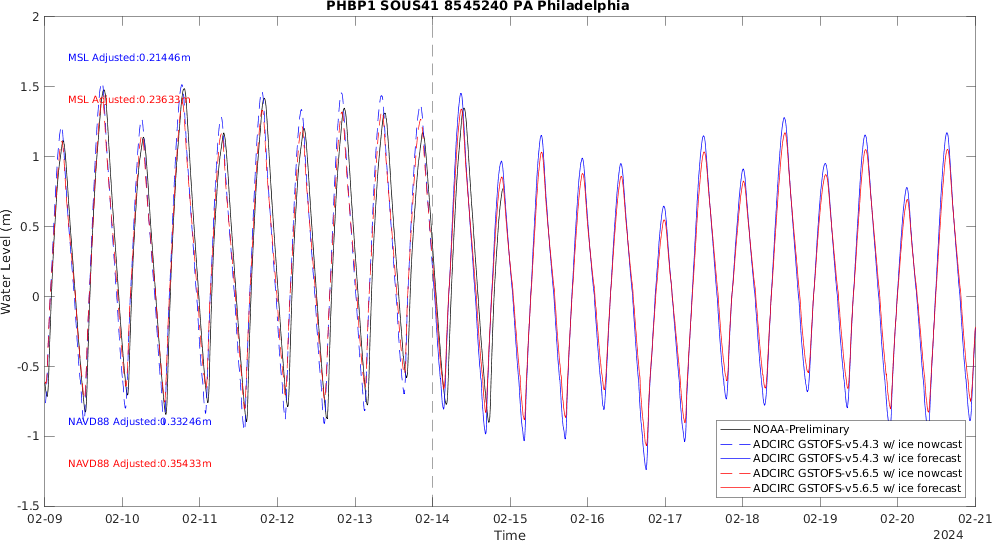 PHBP1 SOUS41 8545240 PA Philadelphia
2
1.5
1
0.5
0
-0.5
-1
-1.5
Water Level (m)
MSL Adjusted:0.21446m
MSL Adjusted:0.23633m
NAVD88 Adjusted:0.33246m
NAVD88 Adjusted:0.35433m
NOAA-Preliminary
ADCIRC GSTOFS-v5.4.3 w/ ice nowcast
ADCIRC GSTOFS-v5.4.3 w/ ice forecast
ADCIRC GSTOFS-v5.6.5 w/ ice nowcast
ADCIRC GSTOFS-v5.6.5 w/ ice forecast
02-09 02-10 02-11 02-12 02-13 02-14 02-15 02-16 02-17 02-18 02-19 02-20 02-21
Time
2024